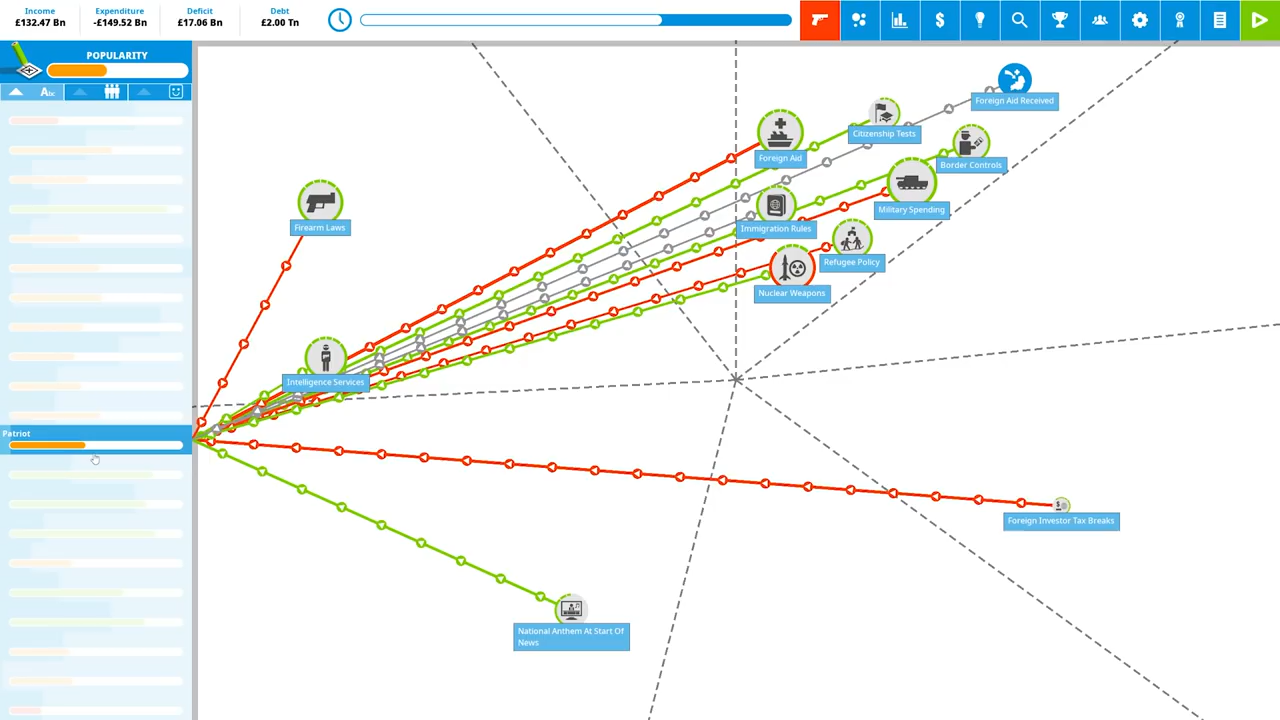 Income
£132.47 Bn
Expenditure
-£149.52 Bn
Deficit
£17.06 Bn
Debt
£2.00 Tn
POPULARITY
Abc
Foreign Aid Received
Citizenship Tests
Foreign Aid
Border Controls
Military Spending
Firearm Laws
Immigration Rules
Refugee Policy
Nuclear Weapons
Intelligence Services
Patriot
Foreign Investor Tax Breaks
National Anthem At Start Of
News